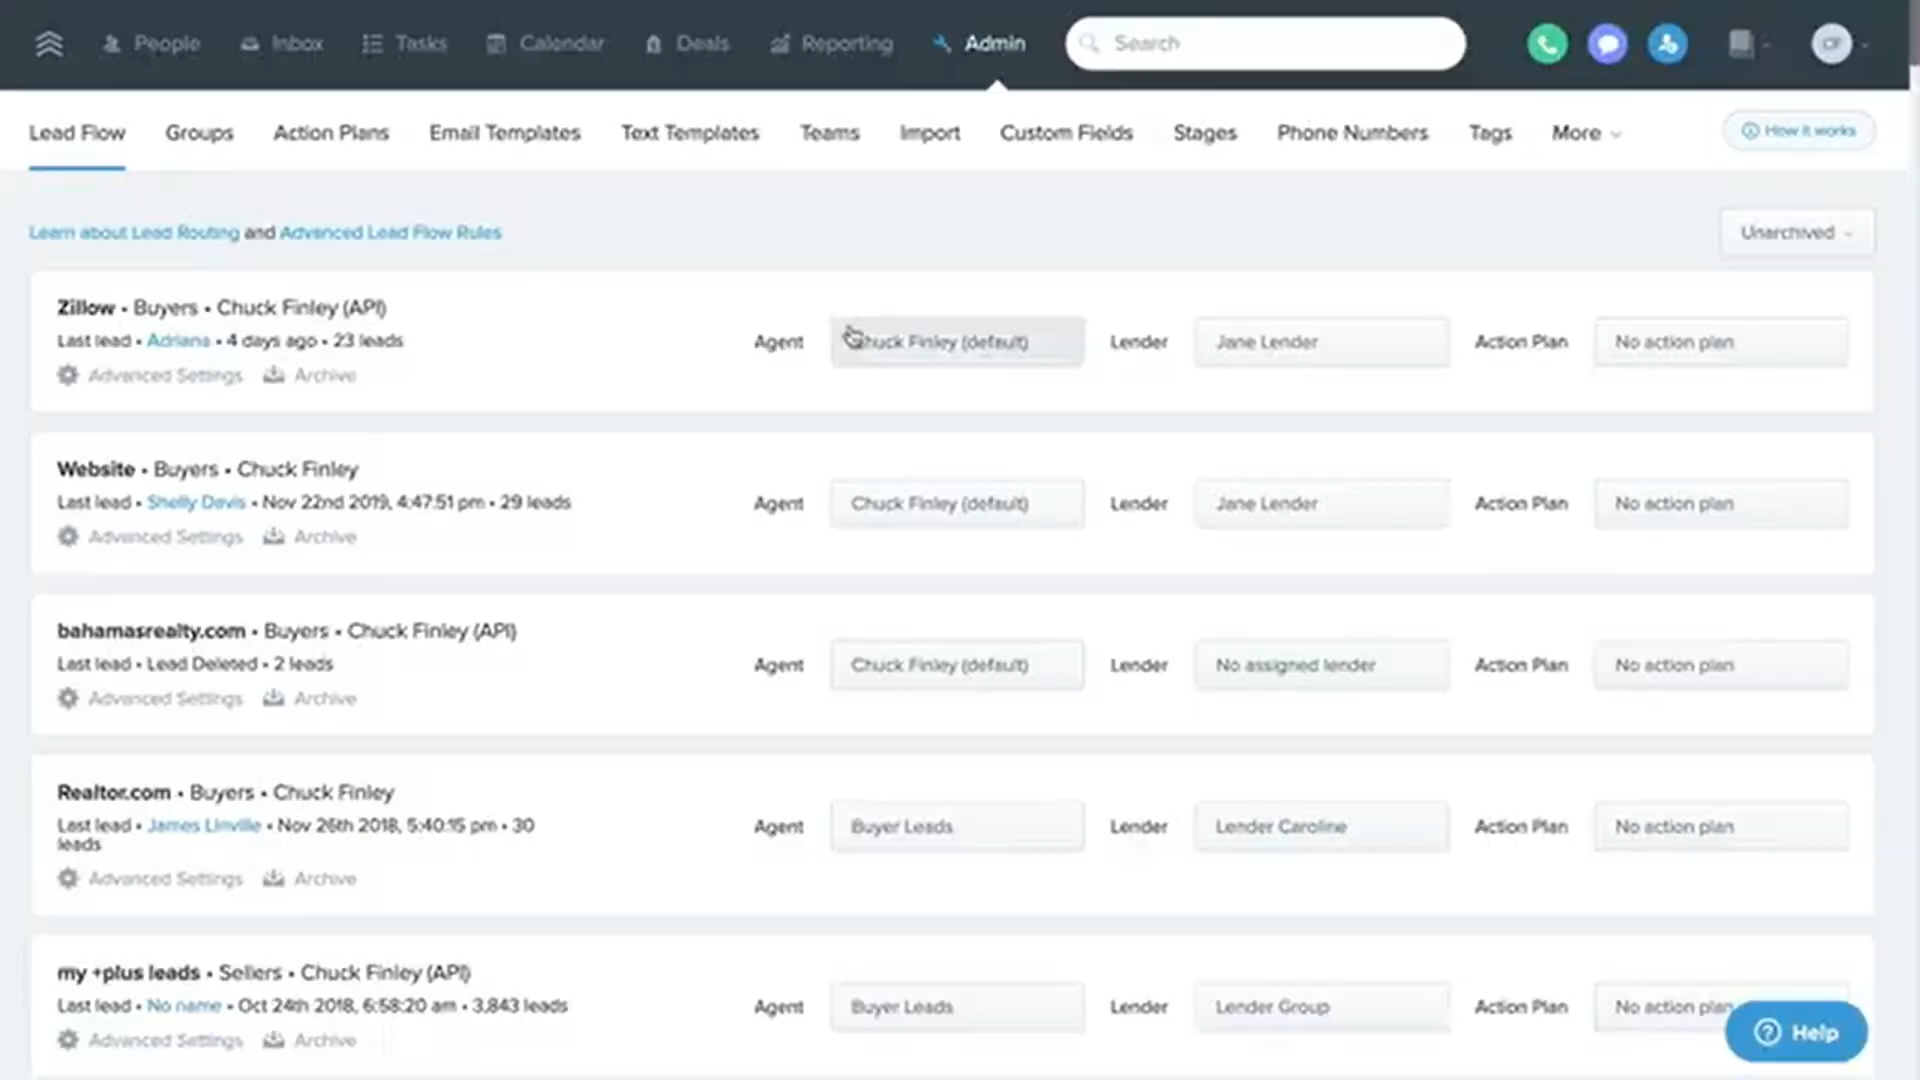 People Inbox Tasks Calendar Deals Reporting Admin Search CF
Lead Flow Groups Action Plans Email Templates Text Templates Teams Import Custom Fields Stages Phone Numbers Tags More How it works
Learn about Lead Routing and Advanced Lead Flow Rules Unarchived
Zillow • Buyers • Chuck Finley (API)
Last lead • Adriana • 4 days ago • 23 leads
Agent Chuck Finley (default) Lender Jane Lender Action Plan No action plan
Advanced Settings Archive
Website • Buyers • Chuck Finley
Last lead • Shelly Davis • Nov 22nd 2019, 4:47:51 pm • 29 leads
Agent Chuck Finley (default) Lender Jane Lender Action Plan No action plan
Advanced Settings Archive
bahamasrealty.com • Buyers • Chuck Finley (API)
Last lead • Lead Deleted • 2 leads
Agent Chuck Finley (default) Lender No assigned lender Action Plan No action plan
Advanced Settings Archive
Realtor.com • Buyers • Chuck Finley
Last lead • James Linville • Nov 26th 2018, 5:40:15 pm • 30
leads
Agent Buyer Leads Lender Lender Caroline Action Plan No action plan
Advanced Settings Archive
my +plus leads • Sellers • Chuck Finley (API)
Last lead • No name • Oct 24th 2018, 6:58:20 am • 3,843 leads
Agent Buyer Leads Lender Lender Group Action Plan No action plan
Advanced Settings Archive
Help